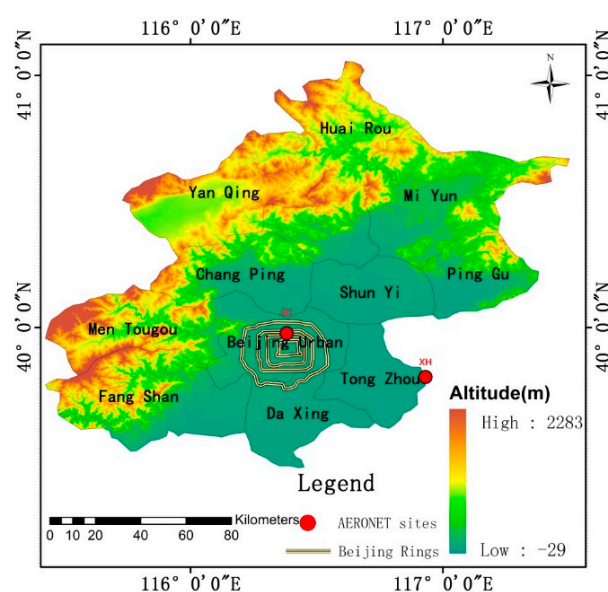 116° 0'0"E 117° 0'0"E
41° 0'0"N
41° 0'0"N
N
Huai Rou
Yan Qing
Mi Yun
Chang Ping
Ping Gu
Shun Yi
40° 0'0"N
40° 0'0"N
BJ
Men Tougou
Beijing Urban
XH
Tong Zhou
Fang Shan
Da Xing
Altitude(m)
High : 2283
Low : -29
Legend
AERONET sites
Beijing Rings
Kilometers
0 5 10 20 40 60 80
116° 0'0"E 117° 0'0"E